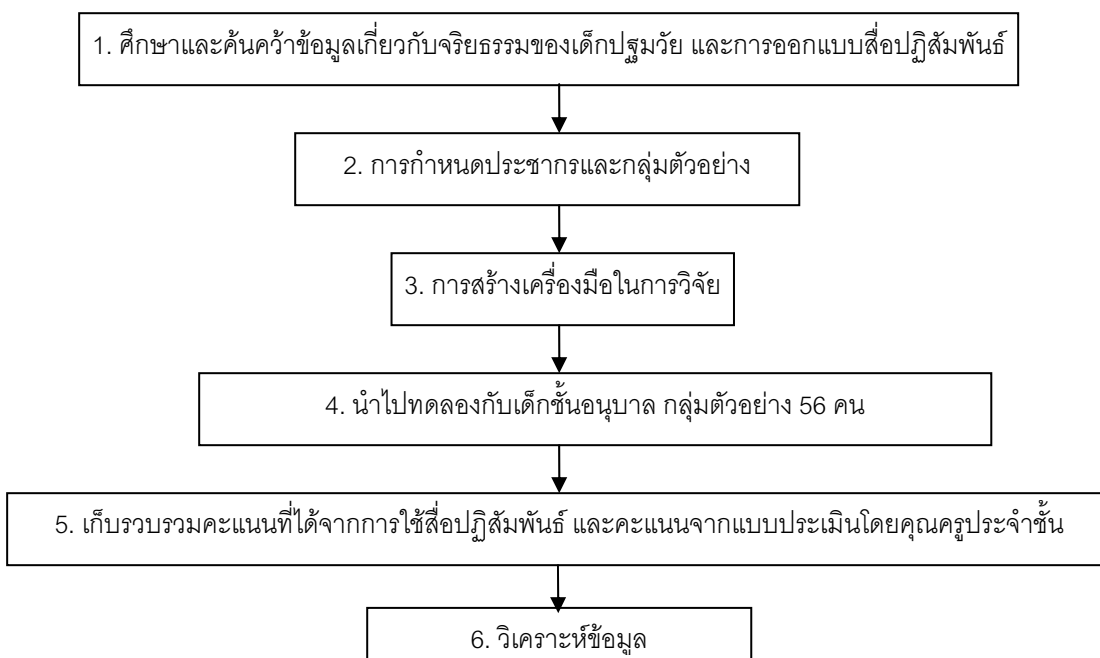 1. ศึกษาและค้นคว้าข้อมูลเกี่ยวกับจริยธรรมของเด็กปฐมวัย และการออกแบบสื่อปฏิสัมพันธ์
2. การกำหนดประชากรและกลุ่มตัวอย่าง
3. การสร้างเครื่องมือในการวิจัย
4. นำไปทดลองกับเด็กชั้นอนุบาล กลุ่มตัวอย่าง 56 คน
5. เก็บรวบรวมคะแนนที่ได้จากการใช้สื่อปฏิสัมพันธ์ และคะแนนจากแบบประเมินโดยคุณครูประจำชั้น
6. วิเคราะห์ข้อมูล